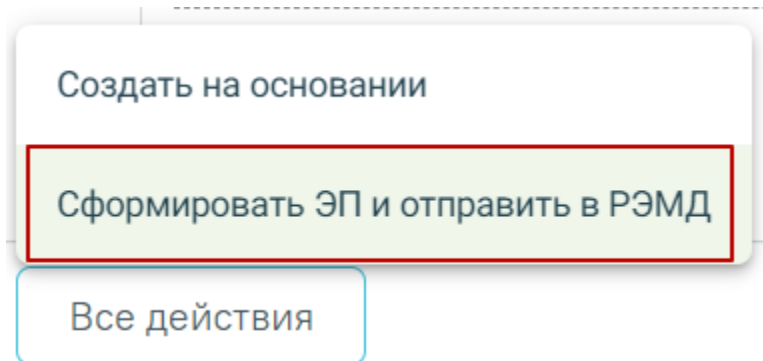 Создать на основании
Сформировать ЭП и отправить в РЭМД
Все действия